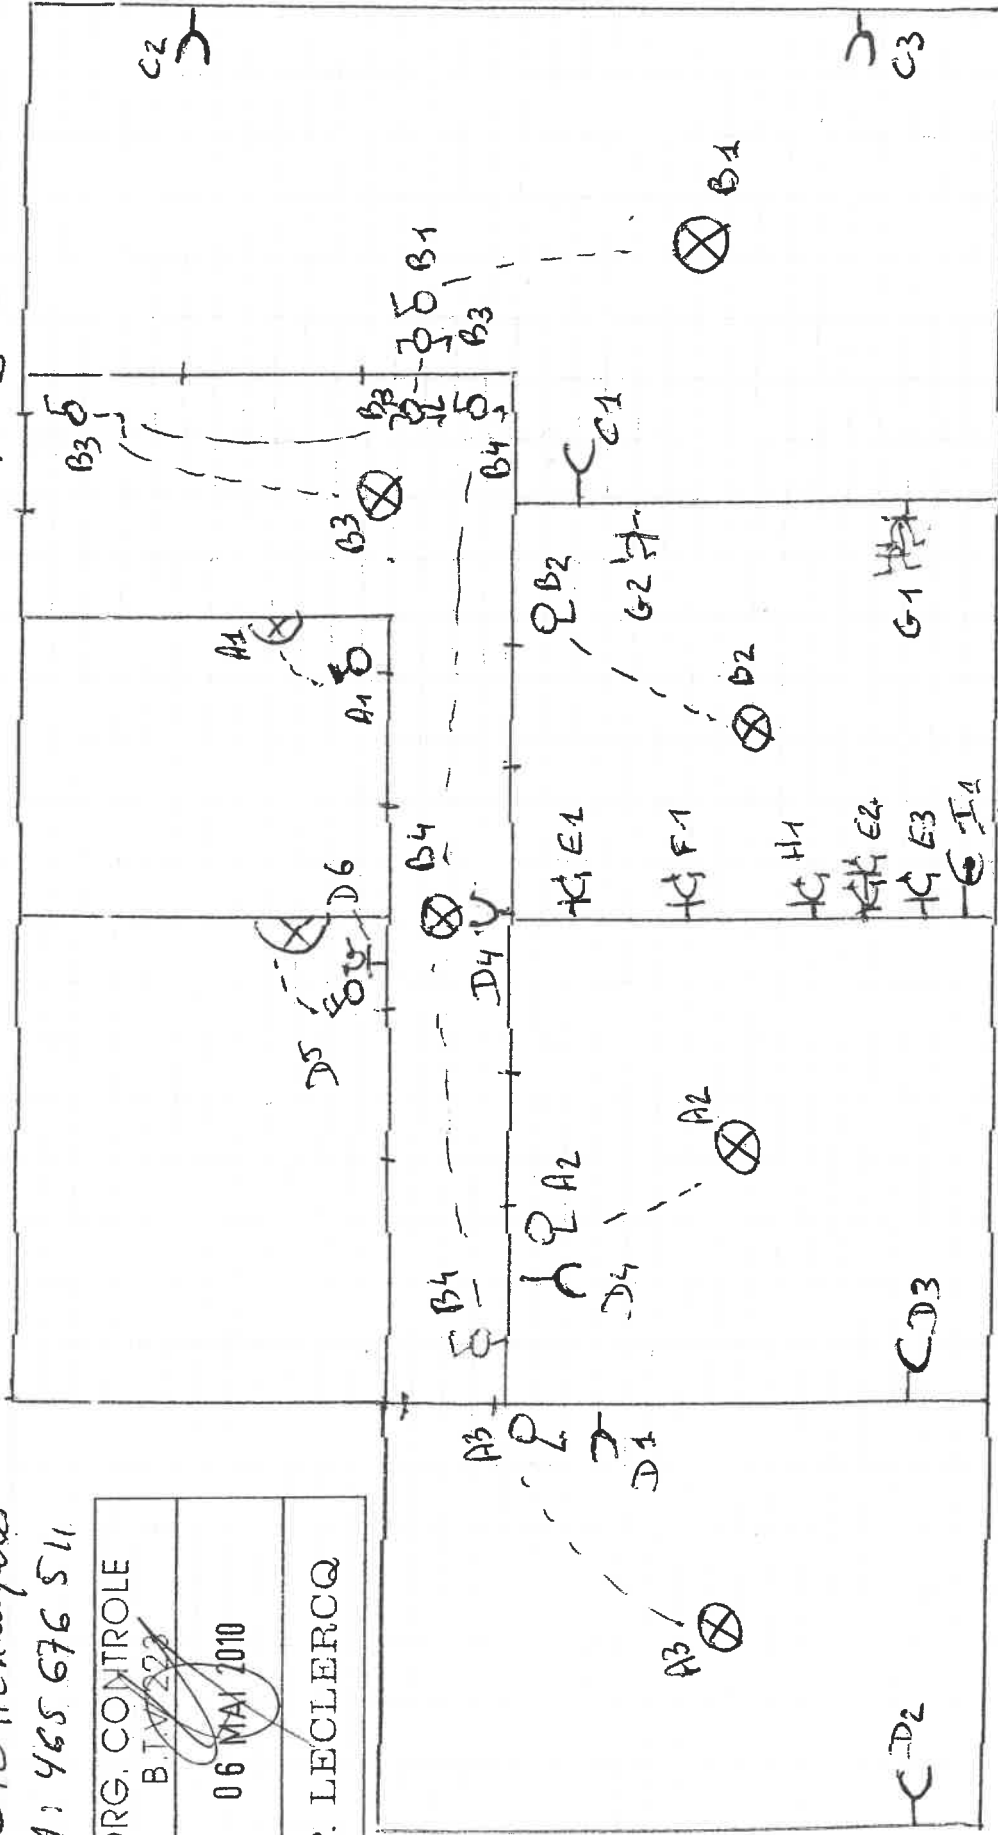 : 465 676 54
ORG. CONTROLE
B.T.V 223
06 MAI 2010
. LECLERCQ
C2
C3
B1
B1
B3
B3
B3
B3
B4
C1
A1
A1
B2
G2
B2
G1
D6
D5
B4
D4
E1
F1
H1
E2
E3
I1
A2
A2
B4
D4
D3
A3
D1
A3
D2